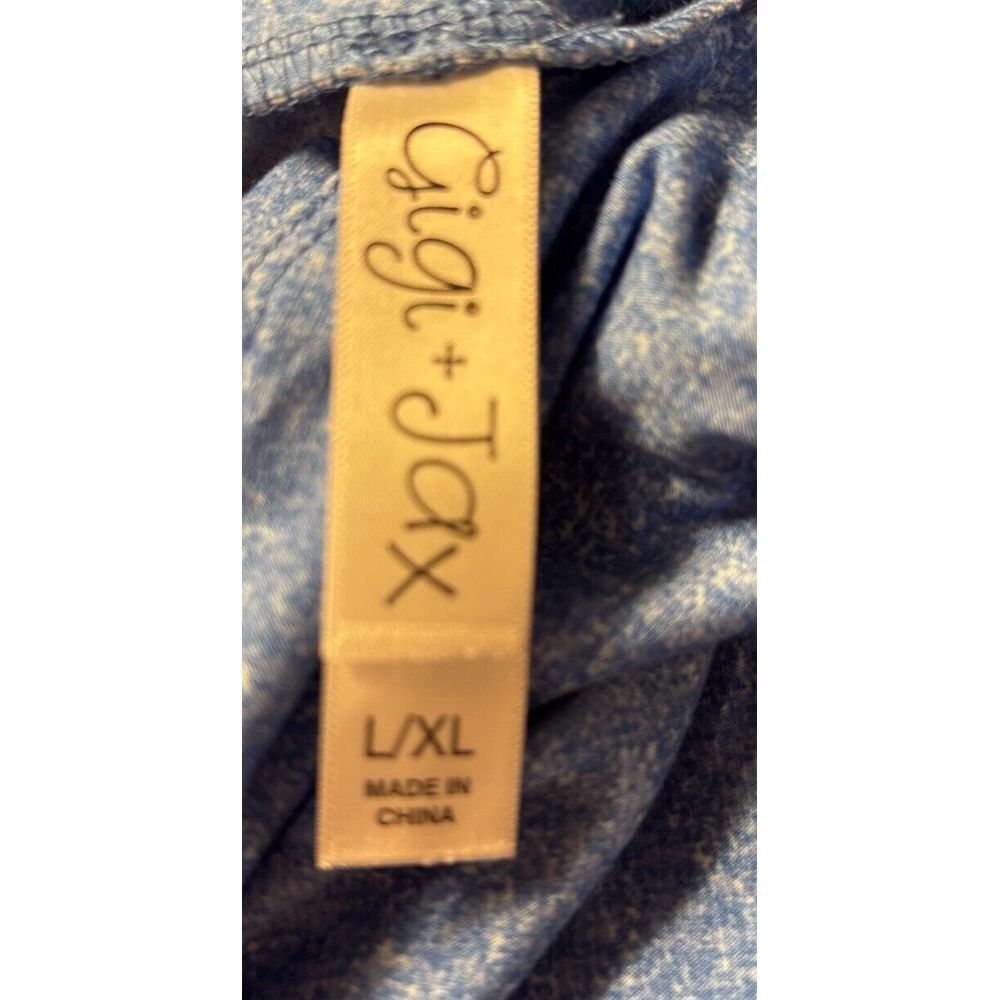 Gigi + Jax
L/XL
MADE IN
CHINA